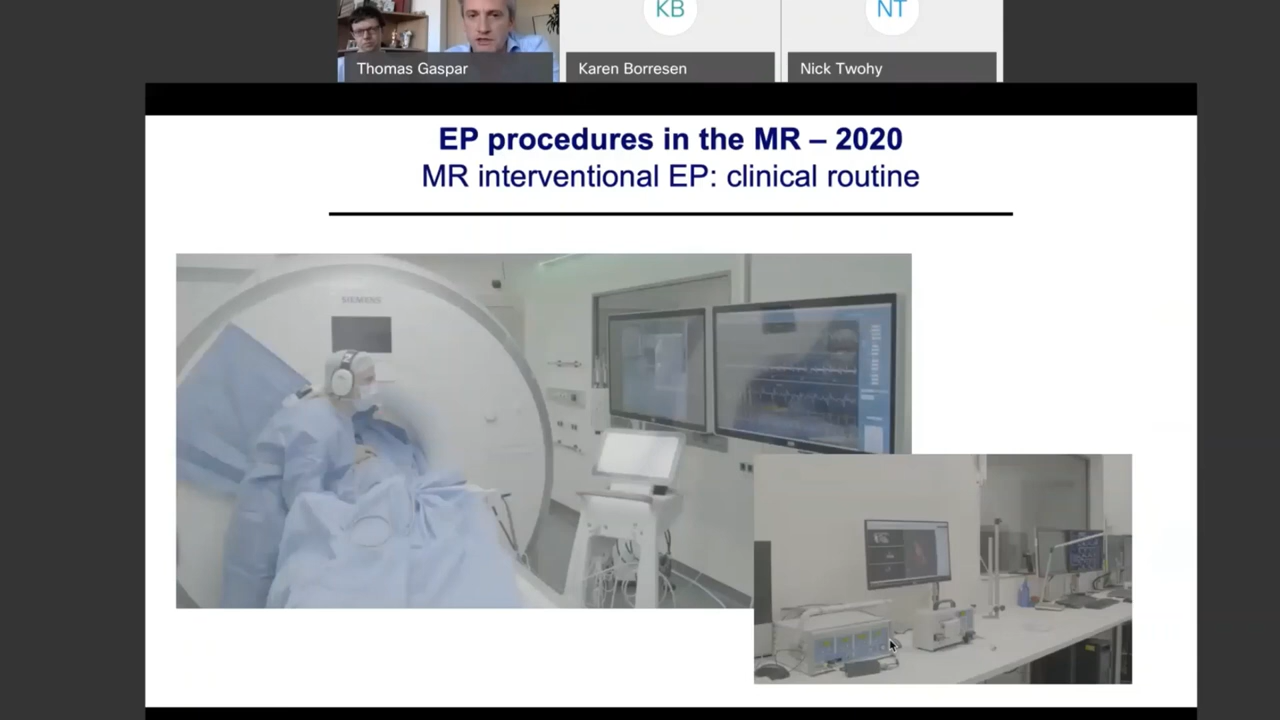 KB
NT
Thomas Gaspar
Karen Borresen
Nick Twohy
EP procedures in the MR – 2020
MR interventional EP: clinical routine
SIEMENS